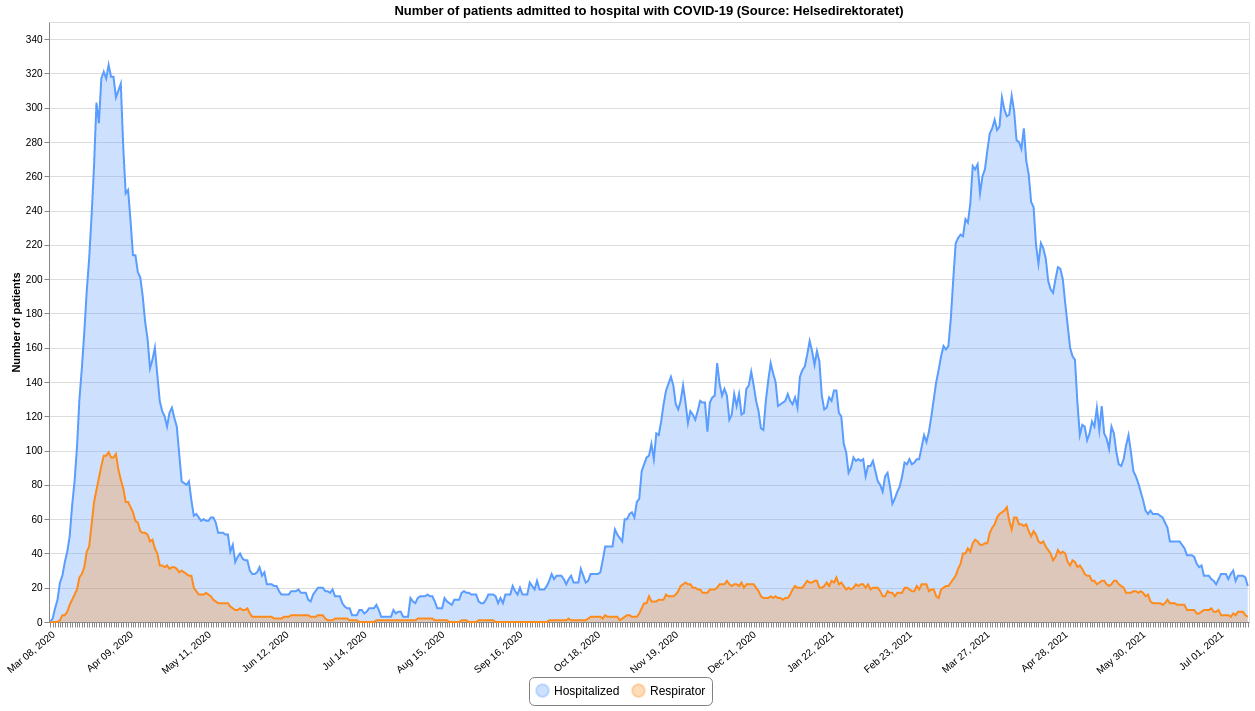 Number of patients admitted to hospital with COVID-19 (Source: Helsedirektoratet)
Number of patients
340
320
300
280
260
240
220
200
180
160
140
120
100
80
60
40
20
0
Mar 08, 2020
Apr 09, 2020
May 11, 2020
Jun 12, 2020
Jul 14, 2020
Aug 15, 2020
Sep 16, 2020
Oct 18, 2020
Nov 19, 2020
Dec 21, 2020
Jan 22, 2021
Feb 23, 2021
Mar 27, 2021
Apr 28, 2021
May 30, 2021
Jul 01, 2021
Hospitalized Respirator